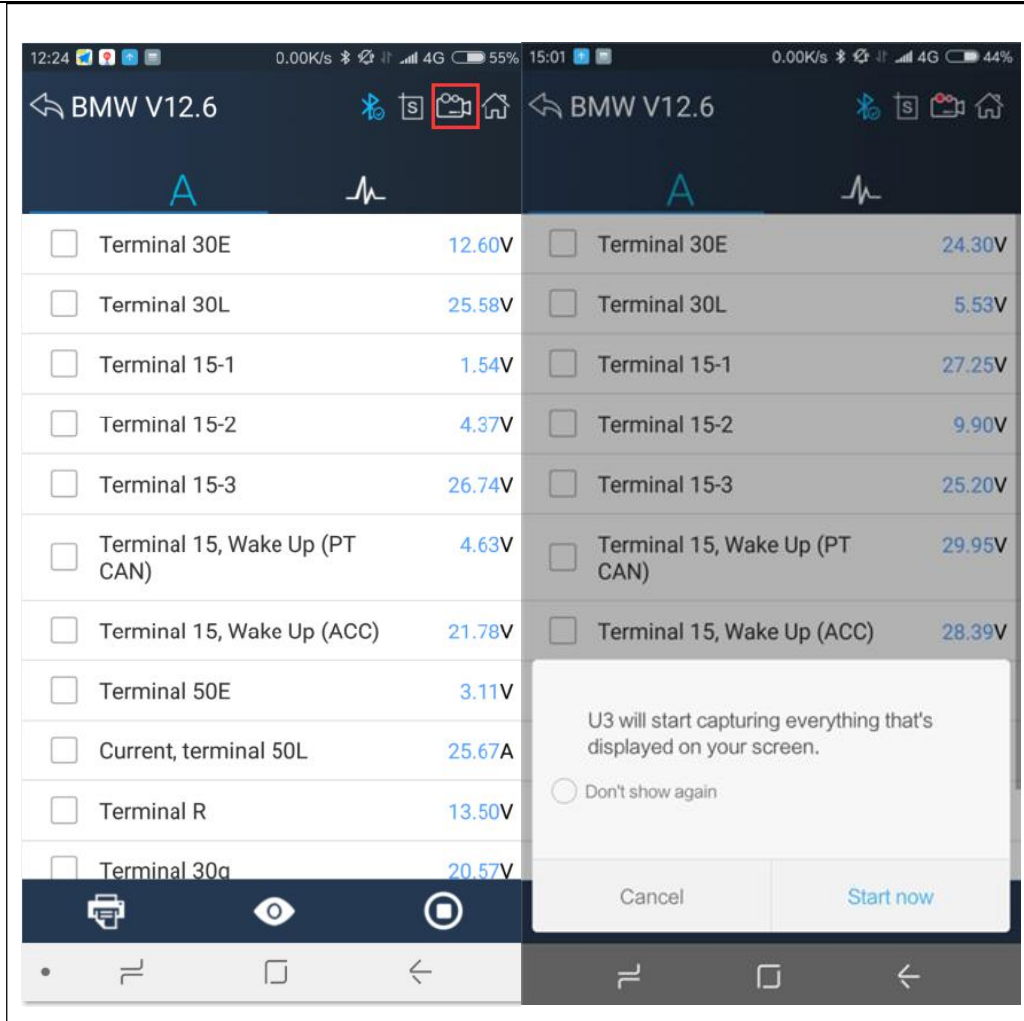 12:24 0.00K/s 4G 55%
BMW V12.6
S
A
Terminal 30E 12.60V
Terminal 30L 25.58V
Terminal 15-1 1.54V
Terminal 15-2 4.37V
Terminal 15-3 26.74V
Terminal 15, Wake Up (PT 4.63V
CAN)
Terminal 15, Wake Up (ACC) 21.78V
Terminal 50E 3.11V
Current, terminal 50L 25.67A
Terminal R 13.50V
Terminal 30g 20.57V
15:01 0.00K/s 4G 44%
BMW V12.6
S
A
Terminal 30E 24.30V
Terminal 30L 5.53V
Terminal 15-1 27.25V
Terminal 15-2 9.90V
Terminal 15-3 25.20V
Terminal 15, Wake Up (PT 29.95V
CAN)
Terminal 15, Wake Up (ACC) 28.39V
U3 will start capturing everything that's
displayed on your screen.
Don't show again
Cancel Start now